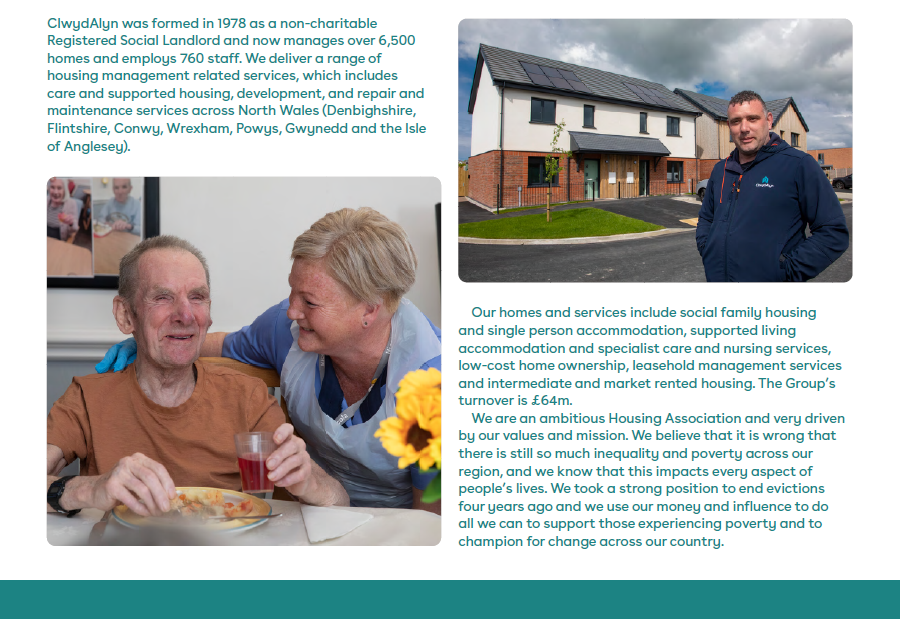 ClwydAlyn was formed in 1978 as a non-charitable
Registered Social Landlord and now manages over 6,500
homes and employs 760 staff. We deliver a range of
housing management related services, which includes
care and supported housing, development, and repair and
maintenance services across North Wales (Denbighshire,
Flintshire, Conwy, Wrexham, Powys, Gwynedd and the Isle
of Anglesey).
ClwydAlyn
Our homes and services include social family housing
and single person accommodation, supported living
accommodation and specialist care and nursing services,
low-cost home ownership, leasehold management services
and intermediate and market rented housing. The Group's
turnover is £64m.
We are an ambitious Housing Association and very driven
by our values and mission. We believe that it is wrong that
there is still so much inequality and poverty across our
region, and we know that this impacts every aspect of
people's lives. We took a strong position to end evictions
four years ago and we use our money and influence to do
all we can to support those experiencing poverty and to
champion for change across our country.